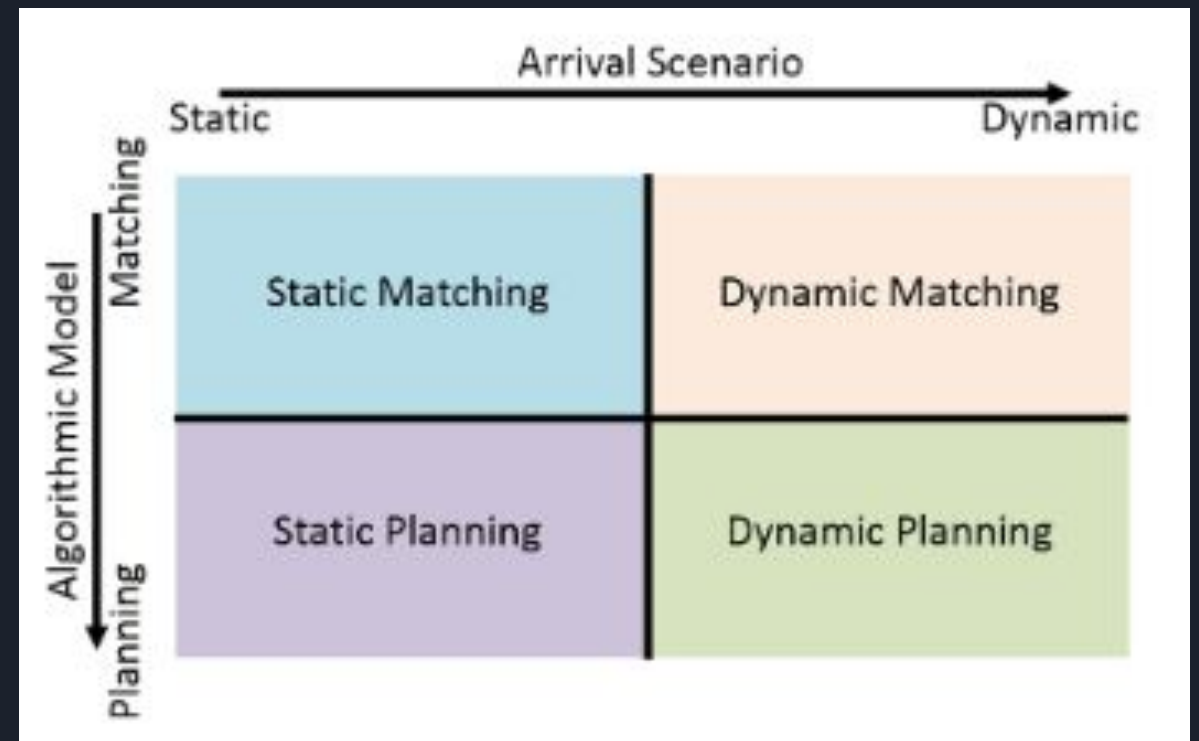 Arrival Scenario
Static
Dynamic
Algorithmic Model
Matching
Planning
Static Matching
Dynamic Matching
Static Planning
Dynamic Planning